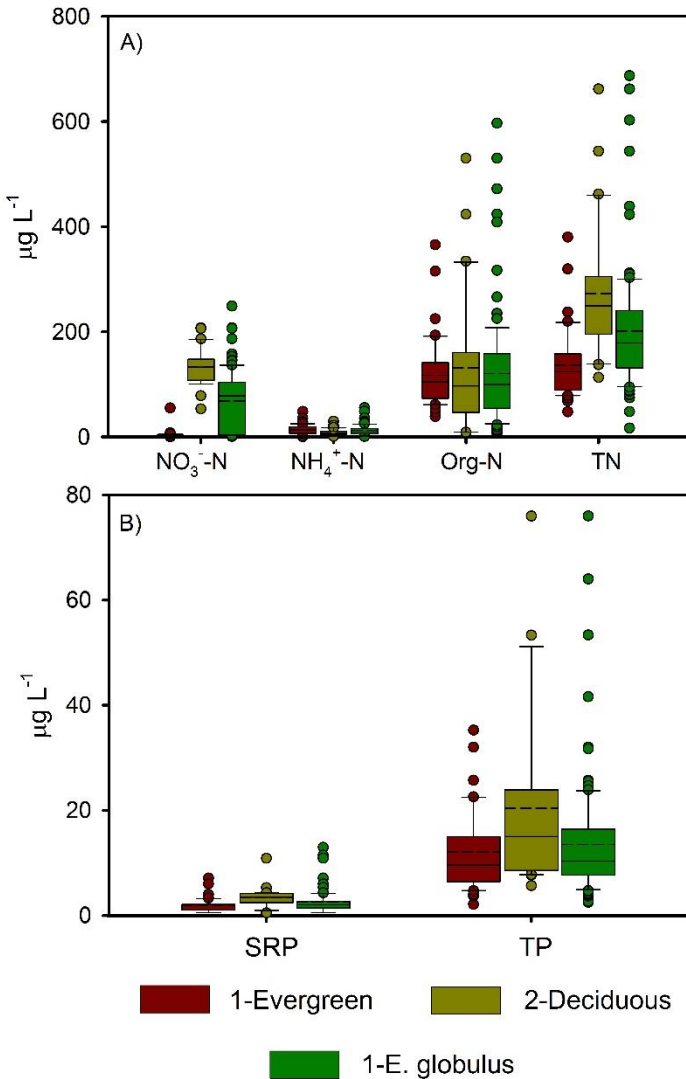 800
A)
600
µg L⁻¹
400
200
0
NO₃⁻-N NH₄⁺-N Org-N TN
80
B)
60
µg L⁻¹
40
20
0
SRP TP
1-Evergreen 2-Deciduous
1-E. globulus